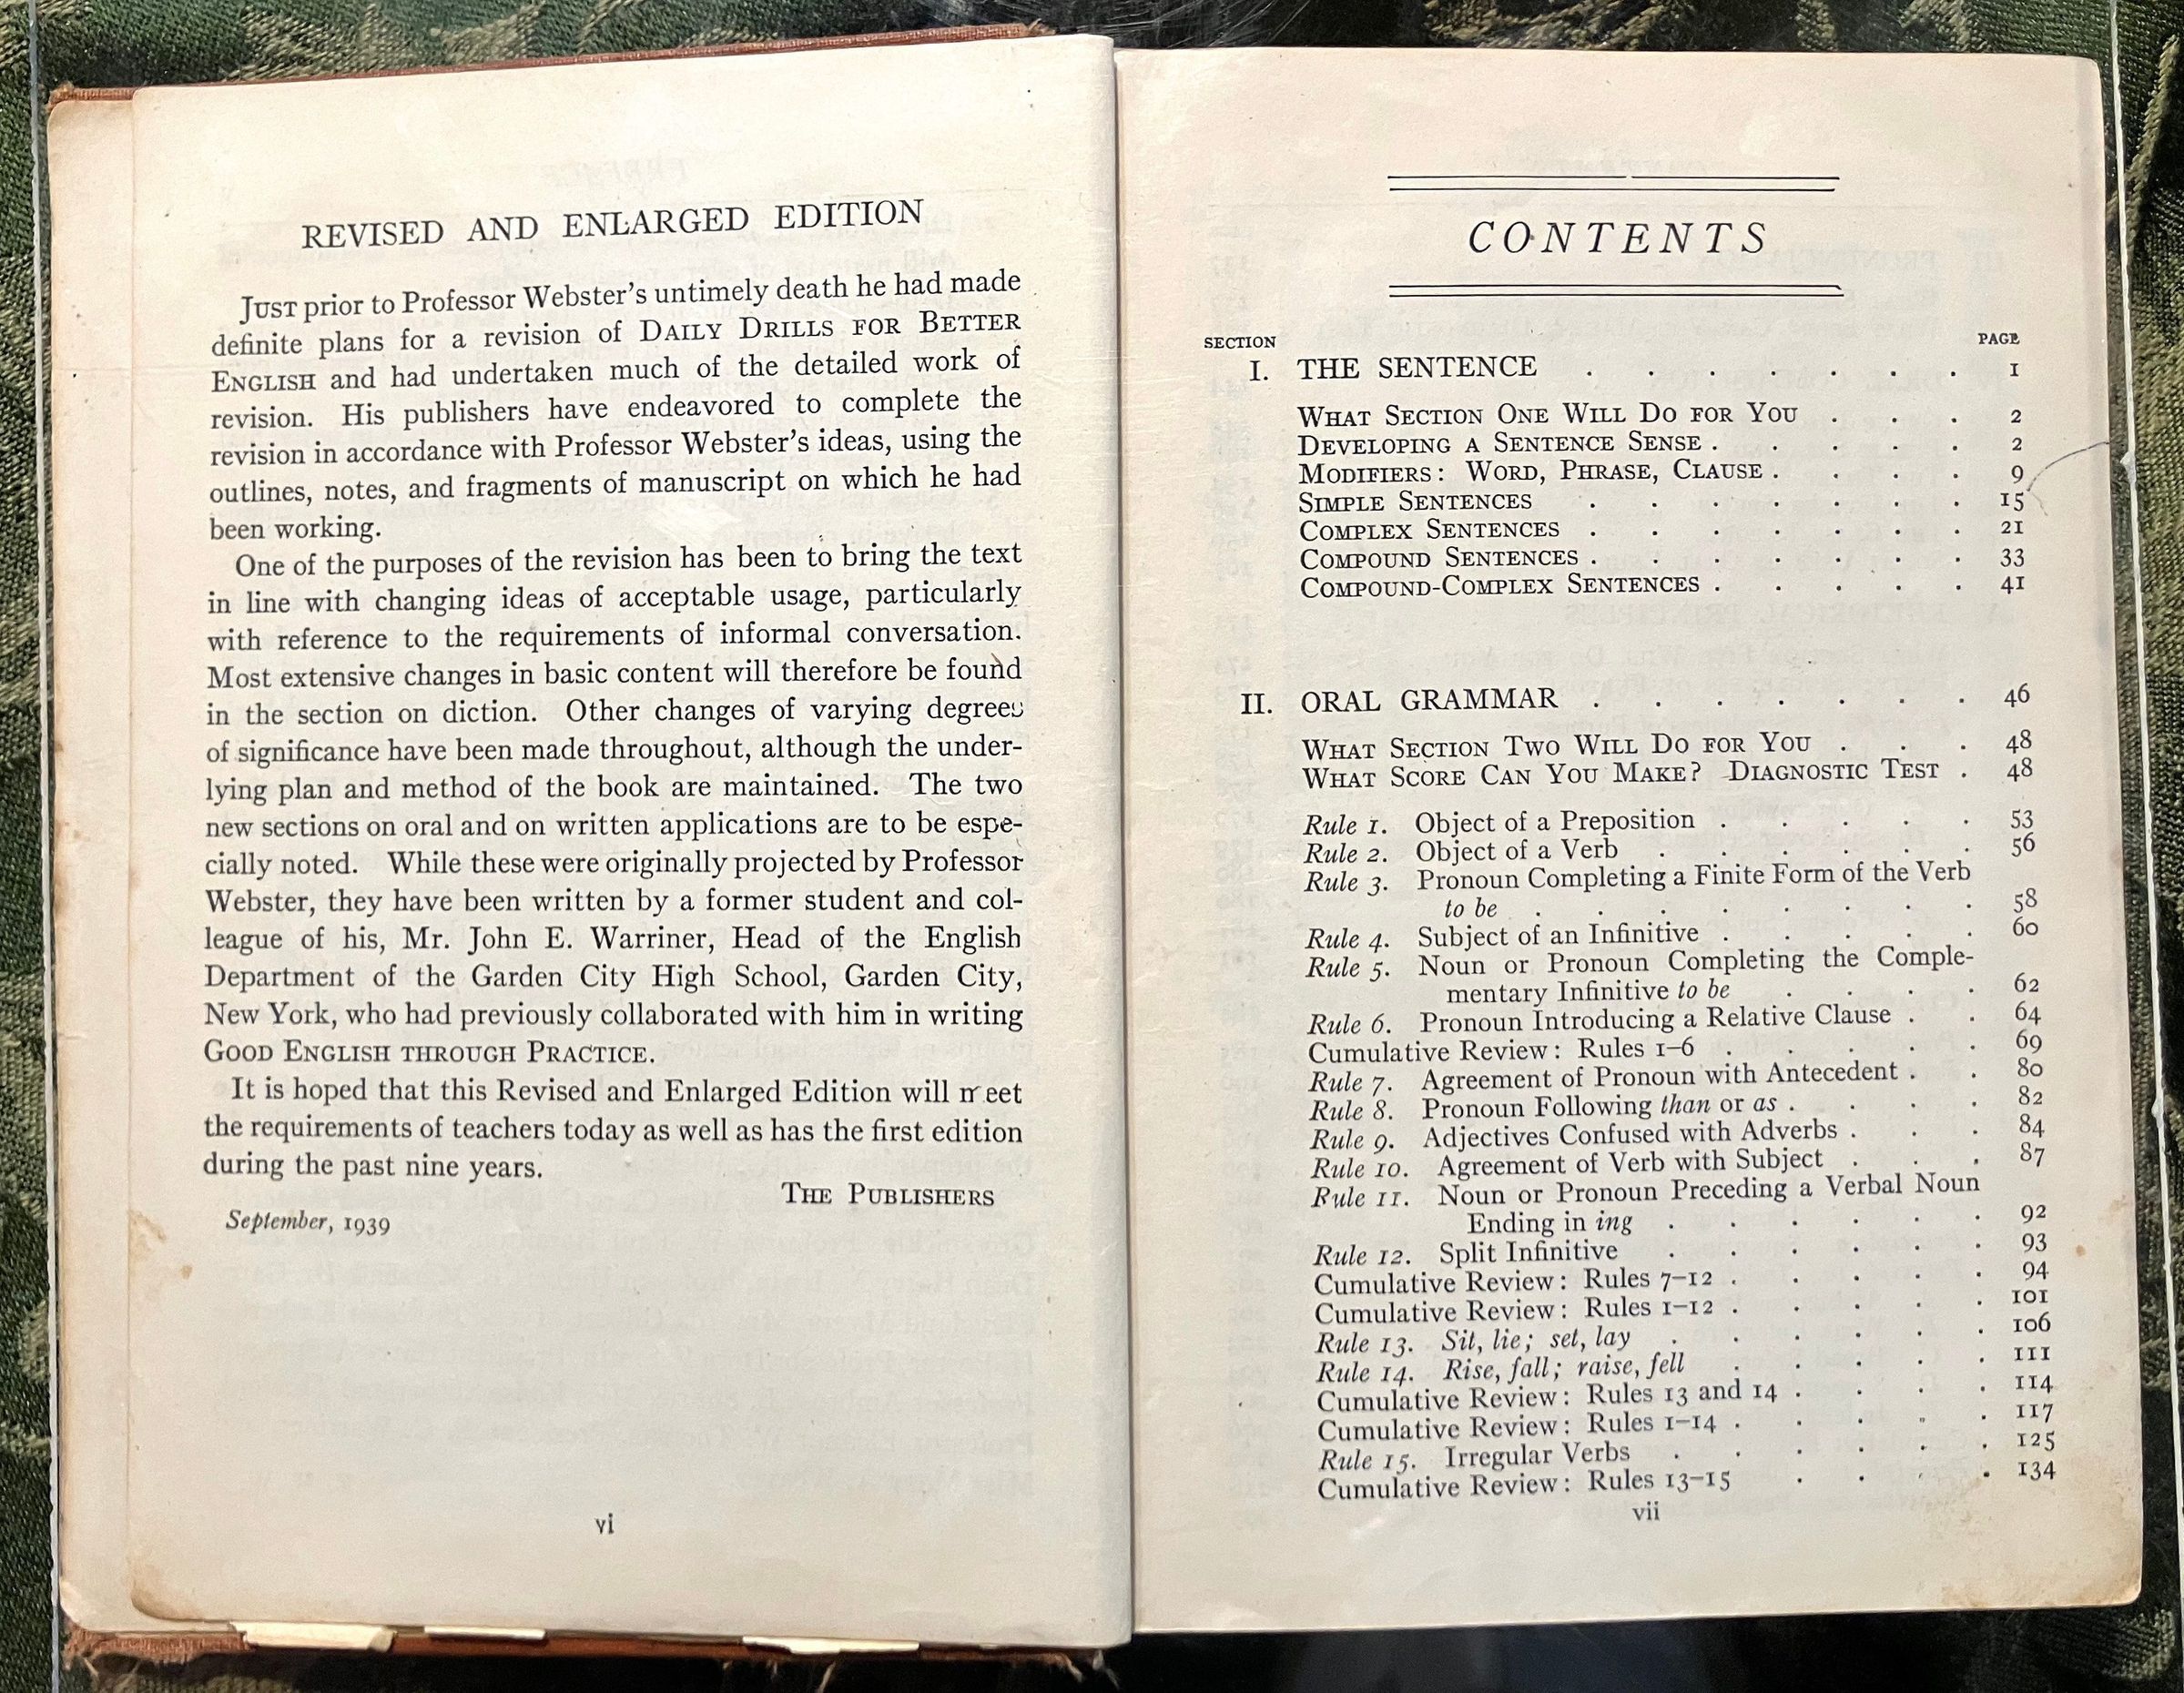 REVISED AND ENLARGED EDITION
JUST prior to Professor Webster's untimely death he had made
definite plans for a revision of DAILY DRILLS FOR BETTER
ENGLISH and had undertaken much of the detailed work of
revision. His publishers have endeavored to complete the
revision in accordance with Professor Webster's ideas, using the
outlines, notes, and fragments of manuscript on which he had
been working.
One of the purposes of the revision has been to bring the text
in line with changing ideas of acceptable usage, particularly
with reference to the requirements of informal conversation.
Most extensive changes in basic content will therefore be found
in the section on diction. Other changes of varying degrees
of significance have been made throughout, although the under-
lying plan and method of the book are maintained. The two
new sections on oral and on written applications are to be espe-
cially noted. While these were originally projected by Professor
Webster, they have been written by a former student and col-
league of his, Mr. John E. Warriner, Head of the English
Department of the Garden City High School, Garden City,
New York, who had previously collaborated with him in writing
GOOD ENGLISH THROUGH PRACTICE.
It is hoped that this Revised and Enlarged Edition will meet
the requirements of teachers today as well as has the first edition
during the past nine years.
THE PUBLISHERS
September, 1939
vi
CONTENTS
SECTION PAGE
I. THE SENTENCE . . . . . . . 1
WHAT SECTION ONE WILL DO FOR YOU . . . 2
DEVELOPING A SENTENCE SENSE . . . . . 2
MODIFIERS: WORD, PHRASE, CLAUSE . . . . 9
SIMPLE SENTENCES . . . . . . . 15
COMPLEX SENTENCES . . . . . . . 21
COMPOUND SENTENCES . . . . . . . 33
COMPOUND-COMPLEX SENTENCES . . . . . 41
II. ORAL GRAMMAR . . . . . . . 46
WHAT SECTION TWO WILL DO FOR YOU . . . 48
WHAT SCORE CAN YOU MAKE? DIAGNOSTIC TEST . 48
Rule 1. Object of a Preposition . . . . . 53
Rule 2. Object of a Verb . . . . . . 56
Rule 3. Pronoun Completing a Finite Form of the Verb
to be . . . . . . . . 58
Rule 4. Subject of an Infinitive . . . . . 60
Rule 5. Noun or Pronoun Completing the Comple-
mentary Infinitive to be . . . . 62
Rule 6. Pronoun Introducing a Relative Clause . . 64
Cumulative Review: Rules 1–6 . . . . . 69
Rule 7. Agreement of Pronoun with Antecedent . . 80
Rule 8. Pronoun Following than or as . . . . 82
Rule 9. Adjectives Confused with Adverbs . . . 84
Rule 10. Agreement of Verb with Subject . . . 87
Rule 11. Noun or Pronoun Preceding a Verbal Noun
Ending in ing . . . . . . 92
Rule 12. Split Infinitive . . . . . . 93
Cumulative Review: Rules 7–12 . . . . . 94
Cumulative Review: Rules 1–12 . . . . . 101
Rule 13. Sit, lie; set, lay . . . . . . 106
Rule 14. Rise, fall; raise, fell . . . . . 111
Cumulative Review: Rules 13 and 14 . . . . 114
Cumulative Review: Rules 1–14 . . . . . 117
Rule 15. Irregular Verbs . . . . . . 125
Cumulative Review: Rules 13–15 . . . . 134
vii